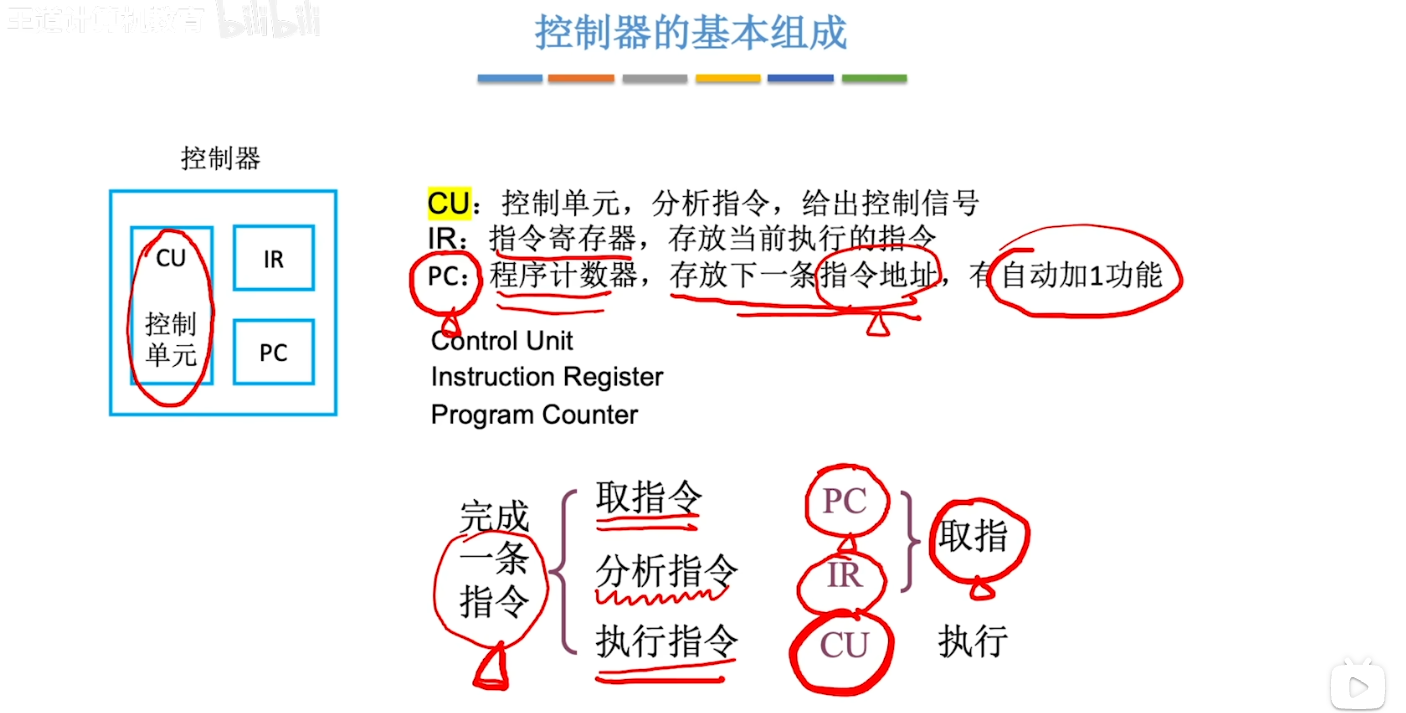 王道计算机教育 bilibili
控制器的基本组成
控制器
CU
控制
单元
IR
PC
CU：控制单元，分析指令，给出控制信号
IR：指令寄存器，存放当前执行的指令
PC：程序计数器，存放下一条指令地址，有自动加1功能
Control Unit
Instruction Register
Program Counter
完成
一条
指令
取指令
分析指令
执行指令
PC
IR
CU
取指
执行